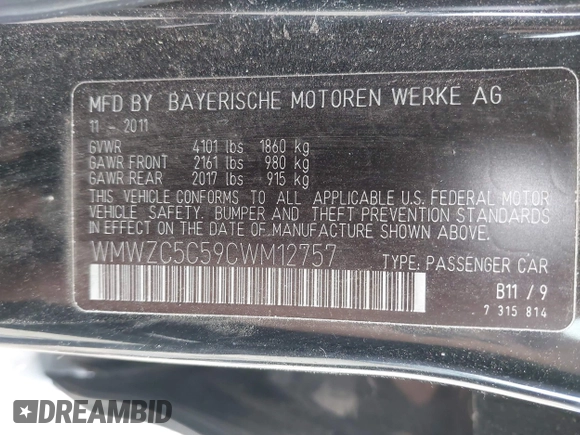 MFD BY BAYERISCHE MOTOREN WERKE AG
11 - 2011
GVWR 4101 lbs 1860 kg
GAWR FRONT 2161 lbs 980 kg
GAWR REAR 2017 lbs 915 kg
THIS VEHICLE CONFORMS TO ALL APPLICABLE U.S. FEDERAL MOTOR
VEHICLE SAFETY, BUMPER AND THEFT PREVENTION STANDARDS
IN EFFECT ON THE DATE OF MANUFACTURE SHOWN ABOVE.
WMWZC5C59CWM12757 TYPE: PASSENGER CAR
B11 / 9
7 315 814
DREAMBID